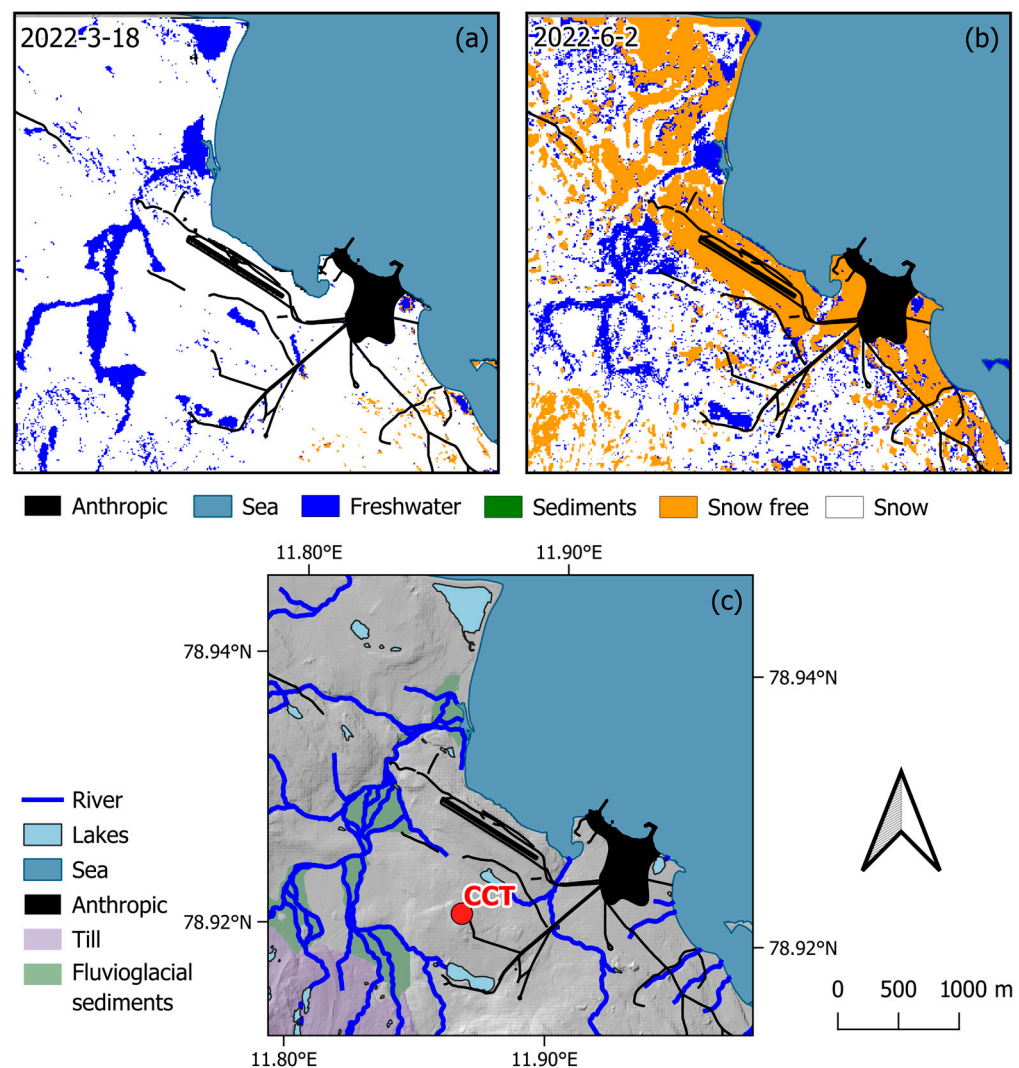 2022-3-18
(a)
2022-6-2
(b)
Anthropic
Sea
Freshwater
Sediments
Snow free
Snow
11.80°E
11.90°E
(c)
78.94°N
78.94°N
River
Lakes
Sea
Anthropic
Till
Fluvioglacial
sediments
CCT
78.92°N
78.92°N
0 500 1000 m
11.80°E
11.90°E